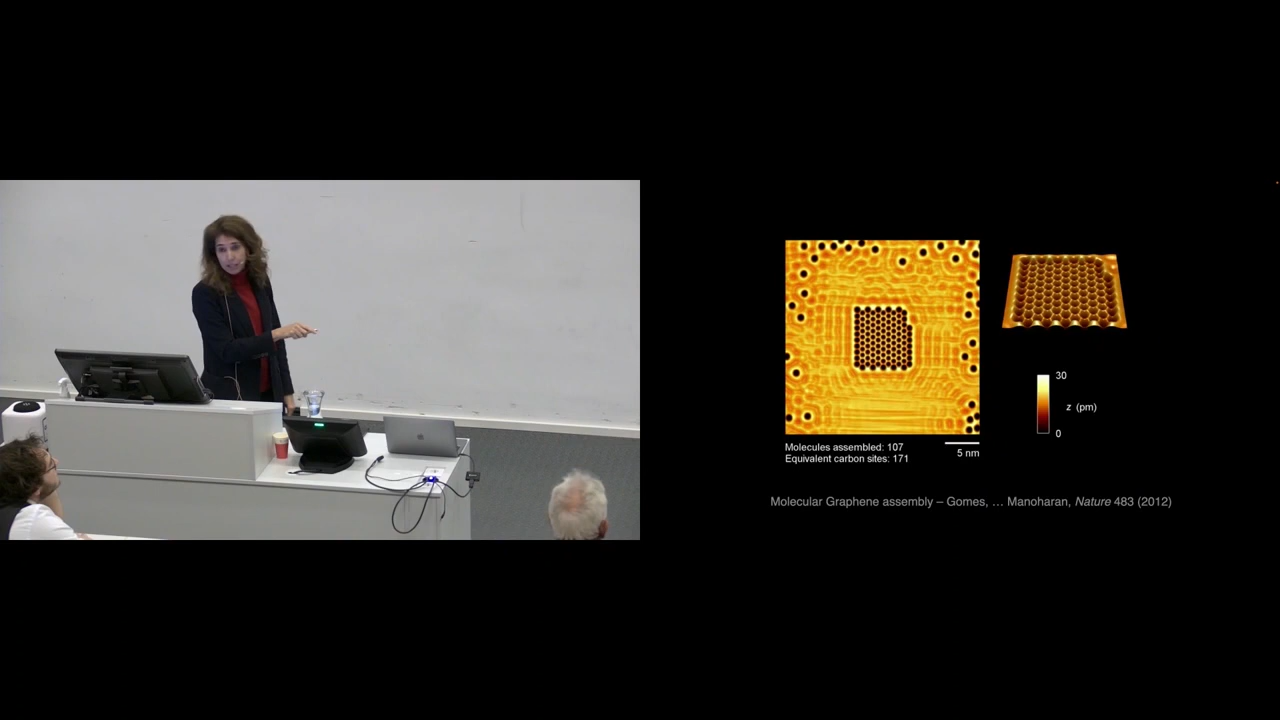 30
z (pm)
0
Molecules assembled: 107
Equivalent carbon sites: 171
5 nm
Molecular Graphene assembly – Gomes, … Manoharan, Nature 483 (2012)